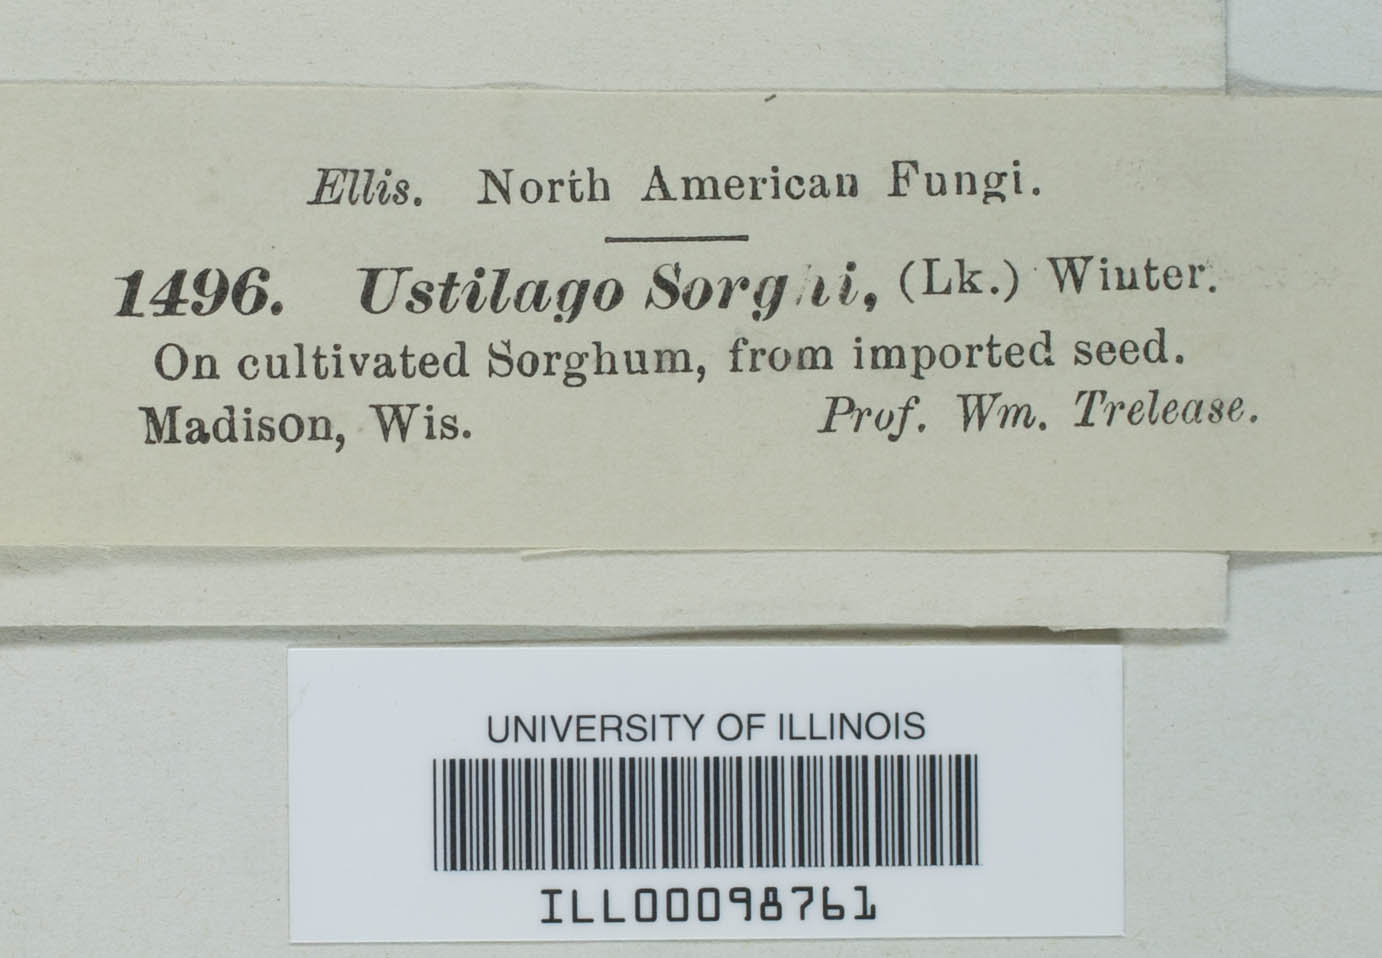 Ellis. North American Fungi.
1496. Ustilago Sorghi, (Lk.) Winter.
On cultivated Sorghum, from imported seed.
Madison, Wis. Prof. Wm. Trelease.
UNIVERSITY OF ILLINOIS
ILL00098761